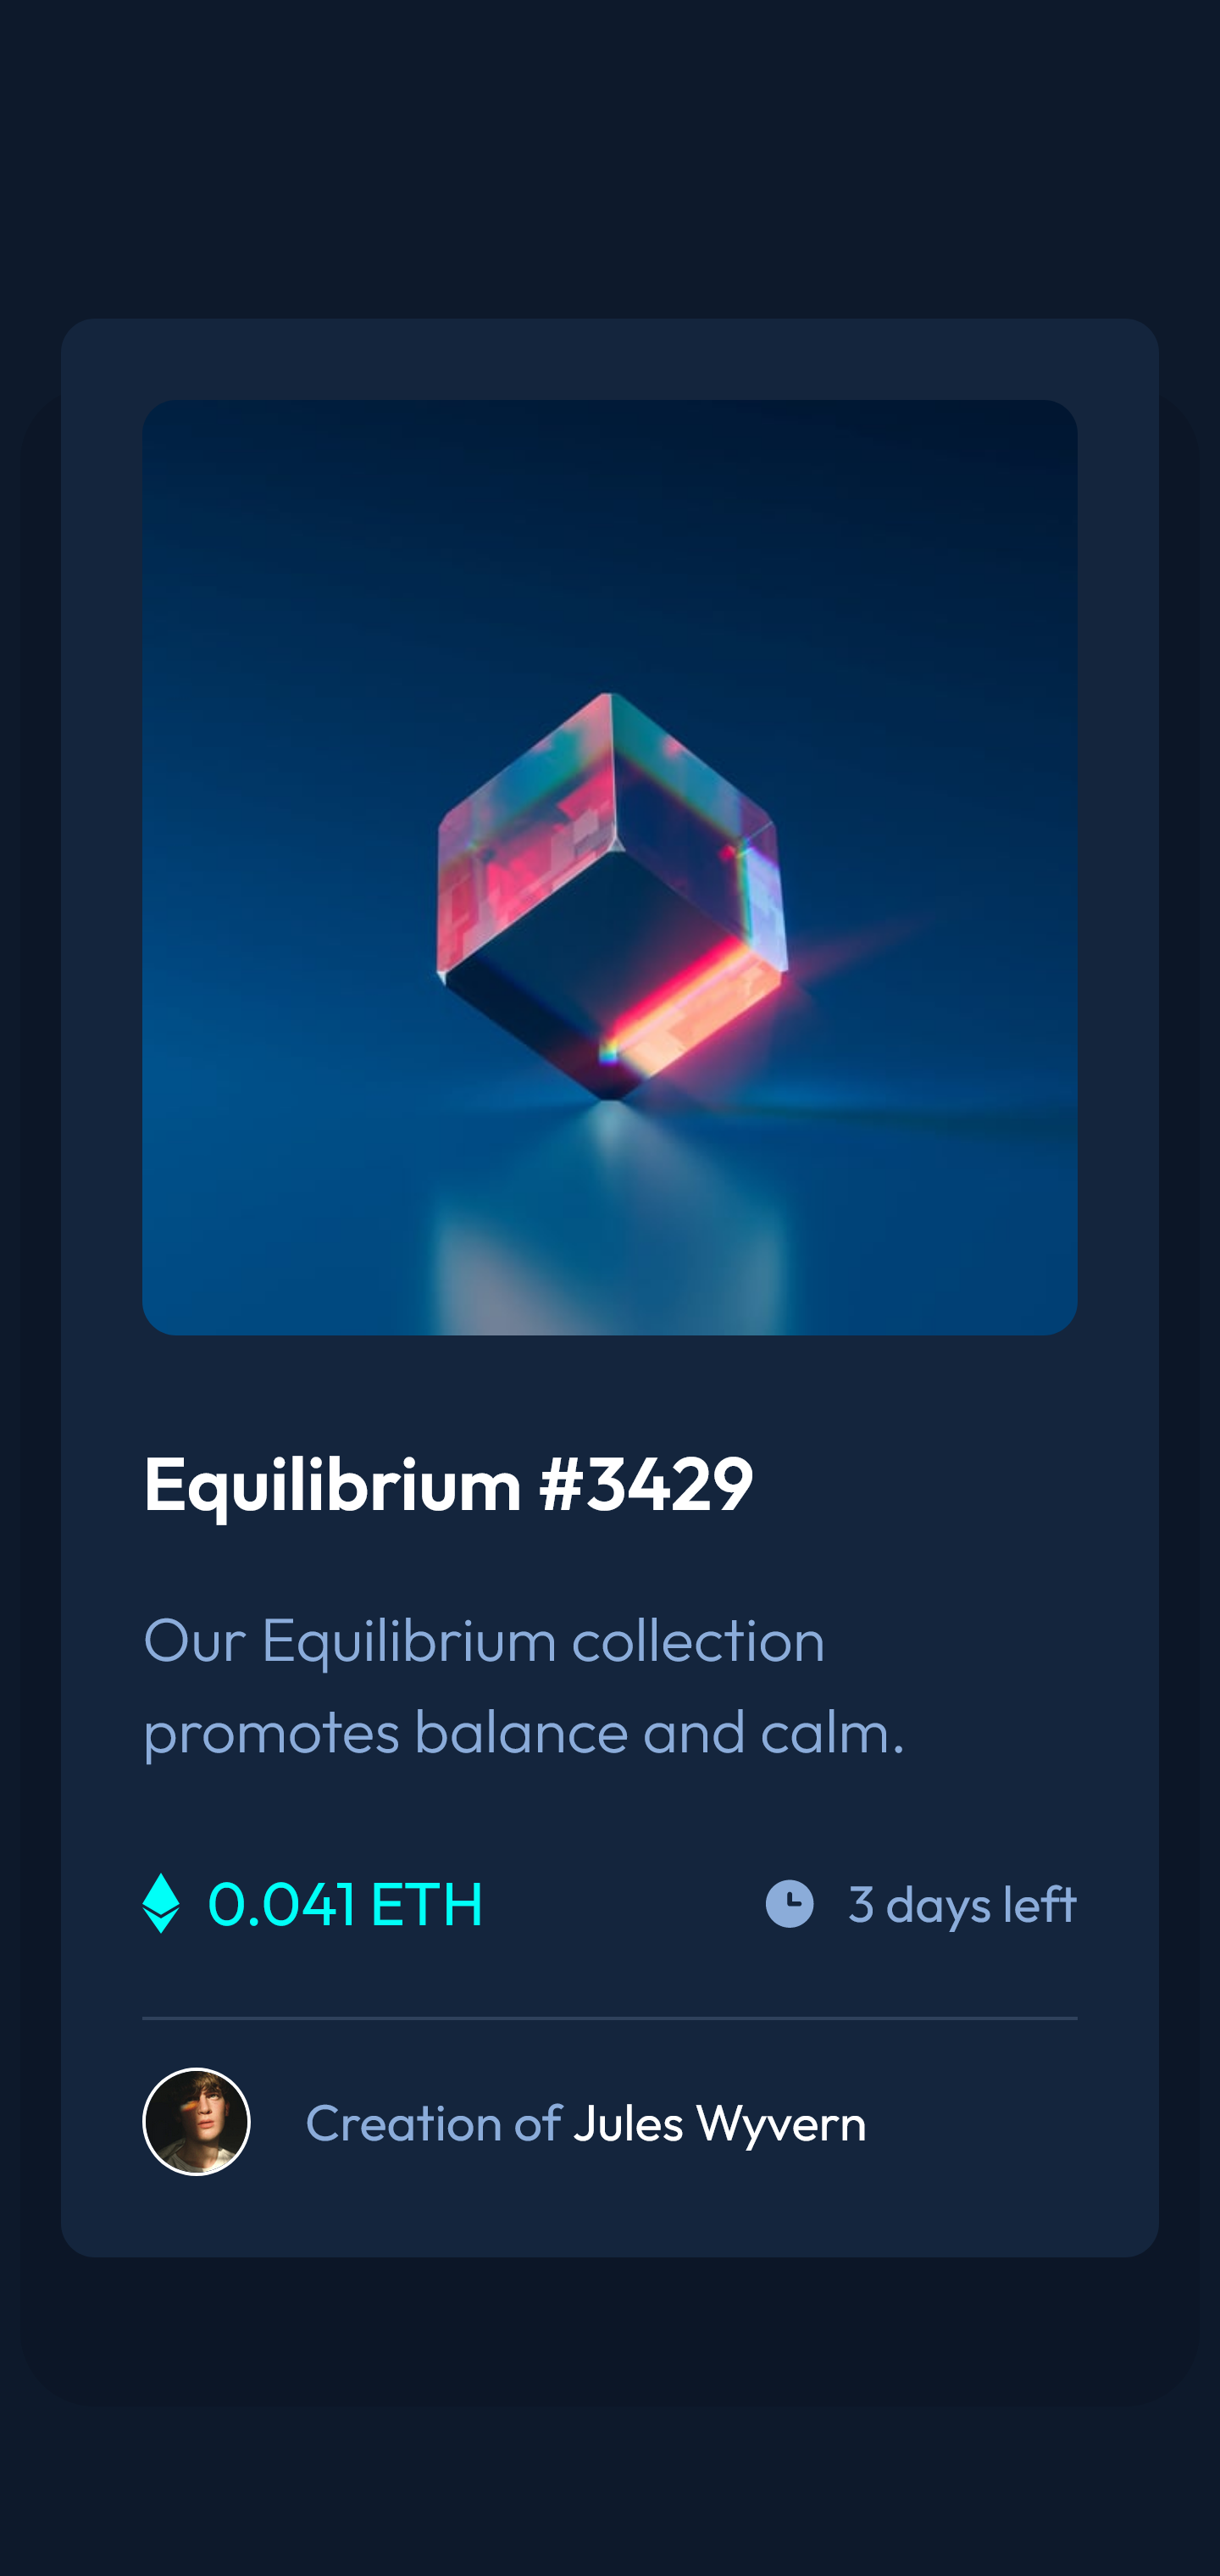 Equilibrium #3429
Our Equilibrium collection
promotes balance and calm.
0.041 ETH
3 days left
Creation of Jules Wyvern